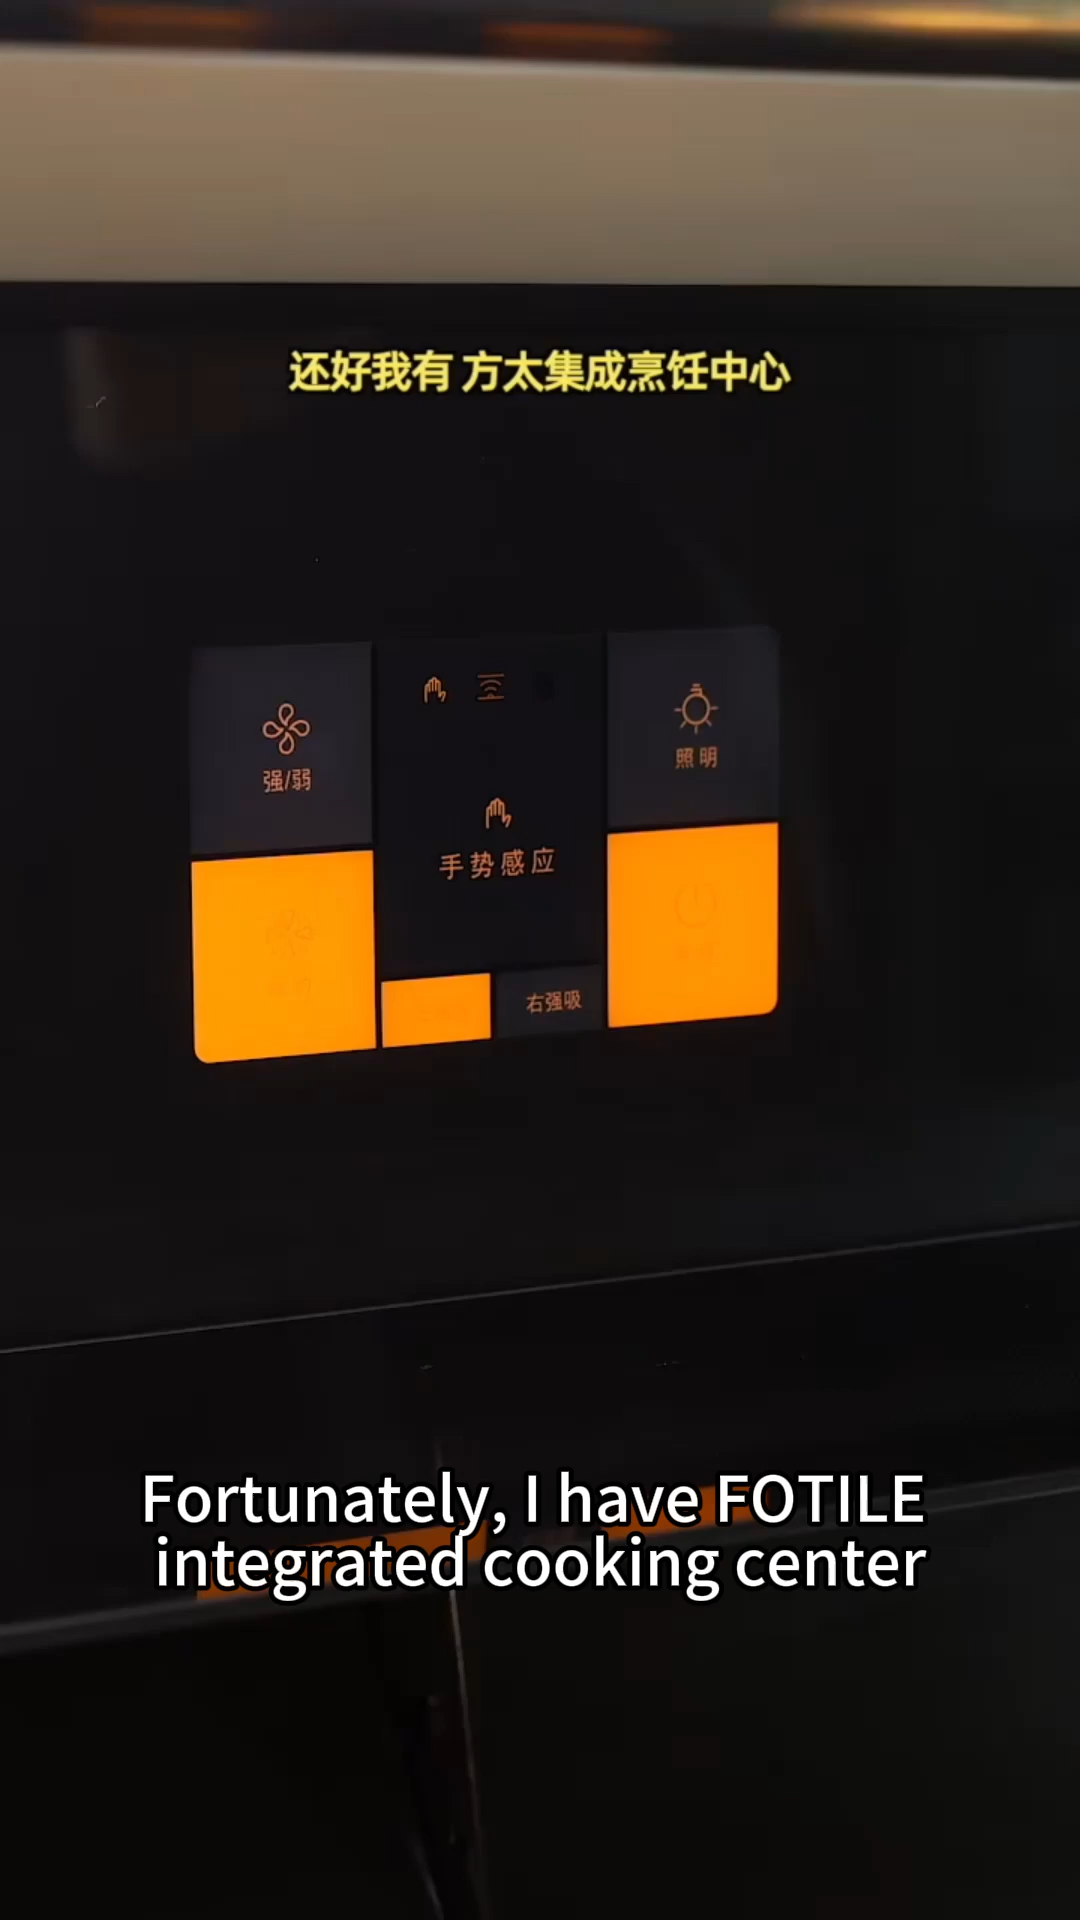 还好我有 方太集成烹饪中心
强/弱
照明
手势感应
右强吸
Fortunately, I have FOTILE
integrated cooking center